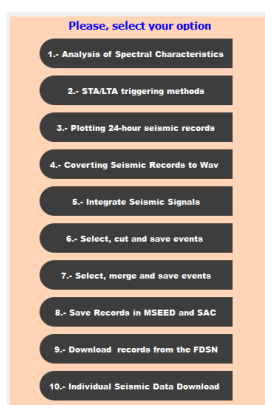 Please, select your option
1.- Analysis of Spectral Characteristics
2.- STA/LTA triggering methods
3.- Plotting 24-hour seismic records
4.- Coverting Seismic Records to Wav
5.- Integrate Seismic Signals
6.- Select, cut and save events
7.- Select, merge and save events
8.- Save Records in MSEED and SAC
9.- Download records from the FDSN
10.- Individual Seismic Data Download